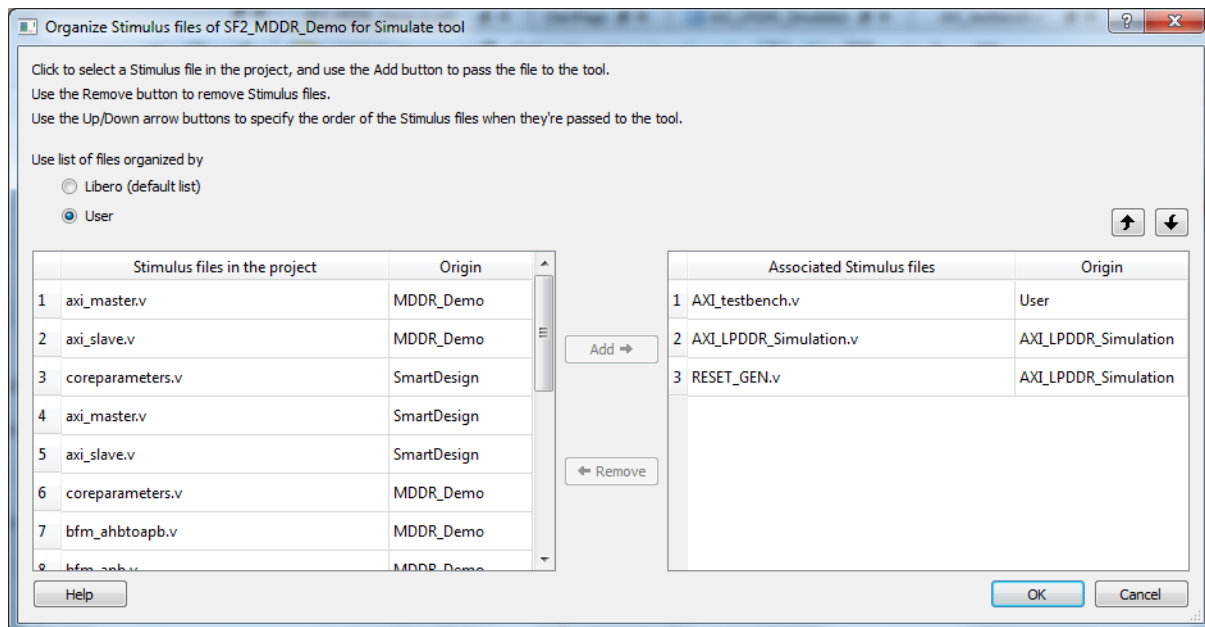 Organize Stimulus files of SF2_MDDR_Demo for Simulate tool
Click to select a Stimulus file in the project, and use the Add button to pass the file to the tool.
Use the Remove button to remove Stimulus files.
Use the Up/Down arrow buttons to specify the order of the Stimulus files when they're passed to the tool.
Use list of files organized by
Libero (default list)
User
Stimulus files in the project Origin
1 axi_master.v MDDR_Demo
2 axi_slave.v MDDR_Demo
3 coreparameters.v SmartDesign
4 axi_master.v SmartDesign
5 axi_slave.v SmartDesign
6 coreparameters.v MDDR_Demo
7 bfm_ahbtoapb.v MDDR_Demo
8 bfm_apb.v MDDR_Demo
Add
Remove
Associated Stimulus files Origin
1 AXI_testbench.v User
2 AXI_LPDDR_Simulation.v AXI_LPDDR_Simulation
3 RESET_GEN.v AXI_LPDDR_Simulation
Help
OK
Cancel